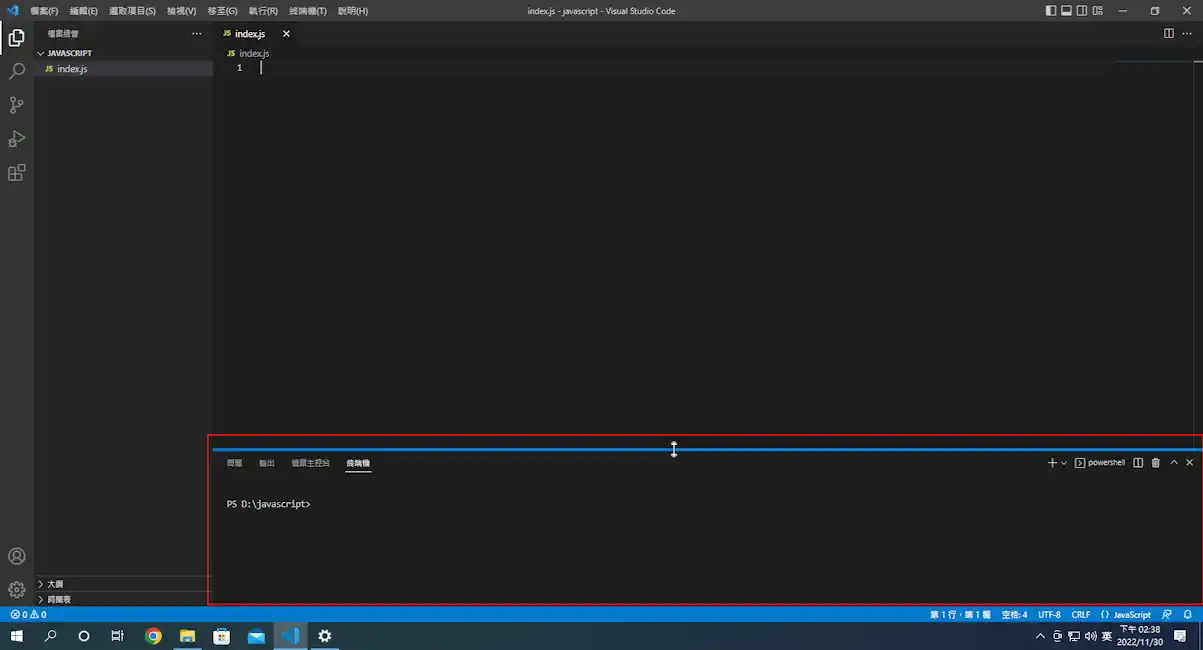 檔案(F) 編輯(E) 選取項目(S) 檢視(V) 移至(G) 執行(R) 終端機(T) 說明(H)
index.js - javascript - Visual Studio Code
檔案總管 ···
JS index.js ×
JAVASCRIPT
JS index.js
JS index.js
1
問題 輸出 偵錯主控台 終端機
powershell
PS D:\javascript>
大綱
時間表
0 0
第 1 行，第 1 欄 空格: 4 UTF-8 CRLF {} JavaScript
英
下午 02:38
2022/11/30